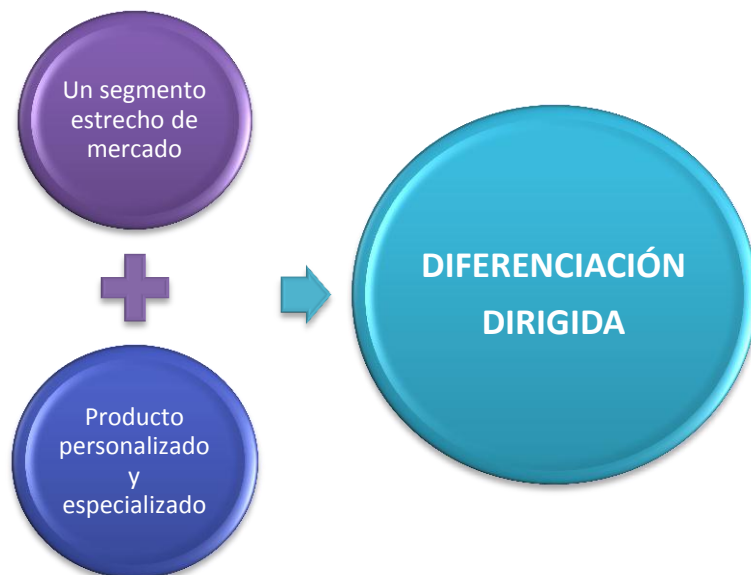 Un segmento
estrecho de
mercado
Producto
personalizado
y
especializado
DIFERENCIACIÓN
DIRIGIDA